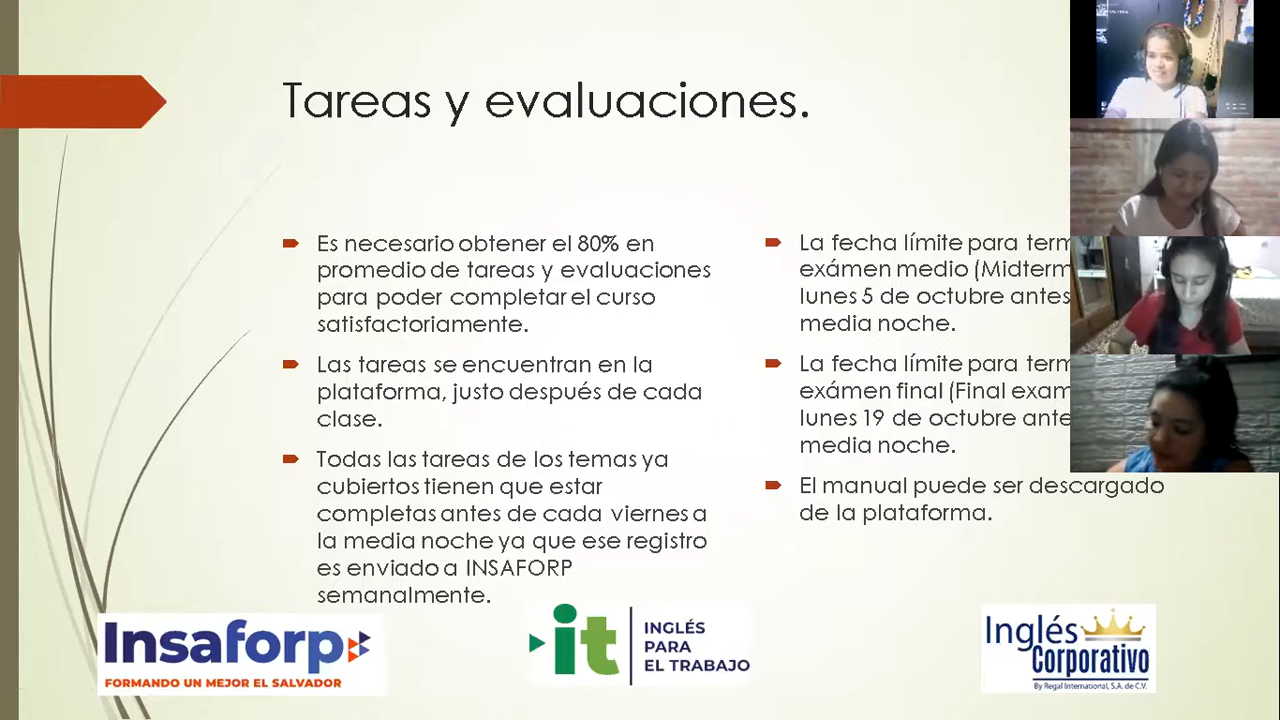 Tareas y evaluaciones.
Es necesario obtener el 80% en
promedio de tareas y evaluaciones
para poder completar el curso
satisfactoriamente.
Las tareas se encuentran en la
plataforma, justo después de cada
clase.
Todas las tareas de los temas ya
cubiertos tienen que estar
completas antes de cada viernes a
la media noche ya que ese registro
es enviado a INSAFORP
semanalmente.
La fecha límite para term
exámen medio (Midterm
lunes 5 de octubre antes
media noche.
La fecha límite para term
exámen final (Final exam
lunes 19 de octubre ante
media noche.
El manual puede ser descargado
de la plataforma.
Insaforp
FORMANDO UN MEJOR EL SALVADOR
it
INGLÉS
PARA
EL TRABAJO
Inglés
Corporativo
By Regal International, S.A. de C.V.